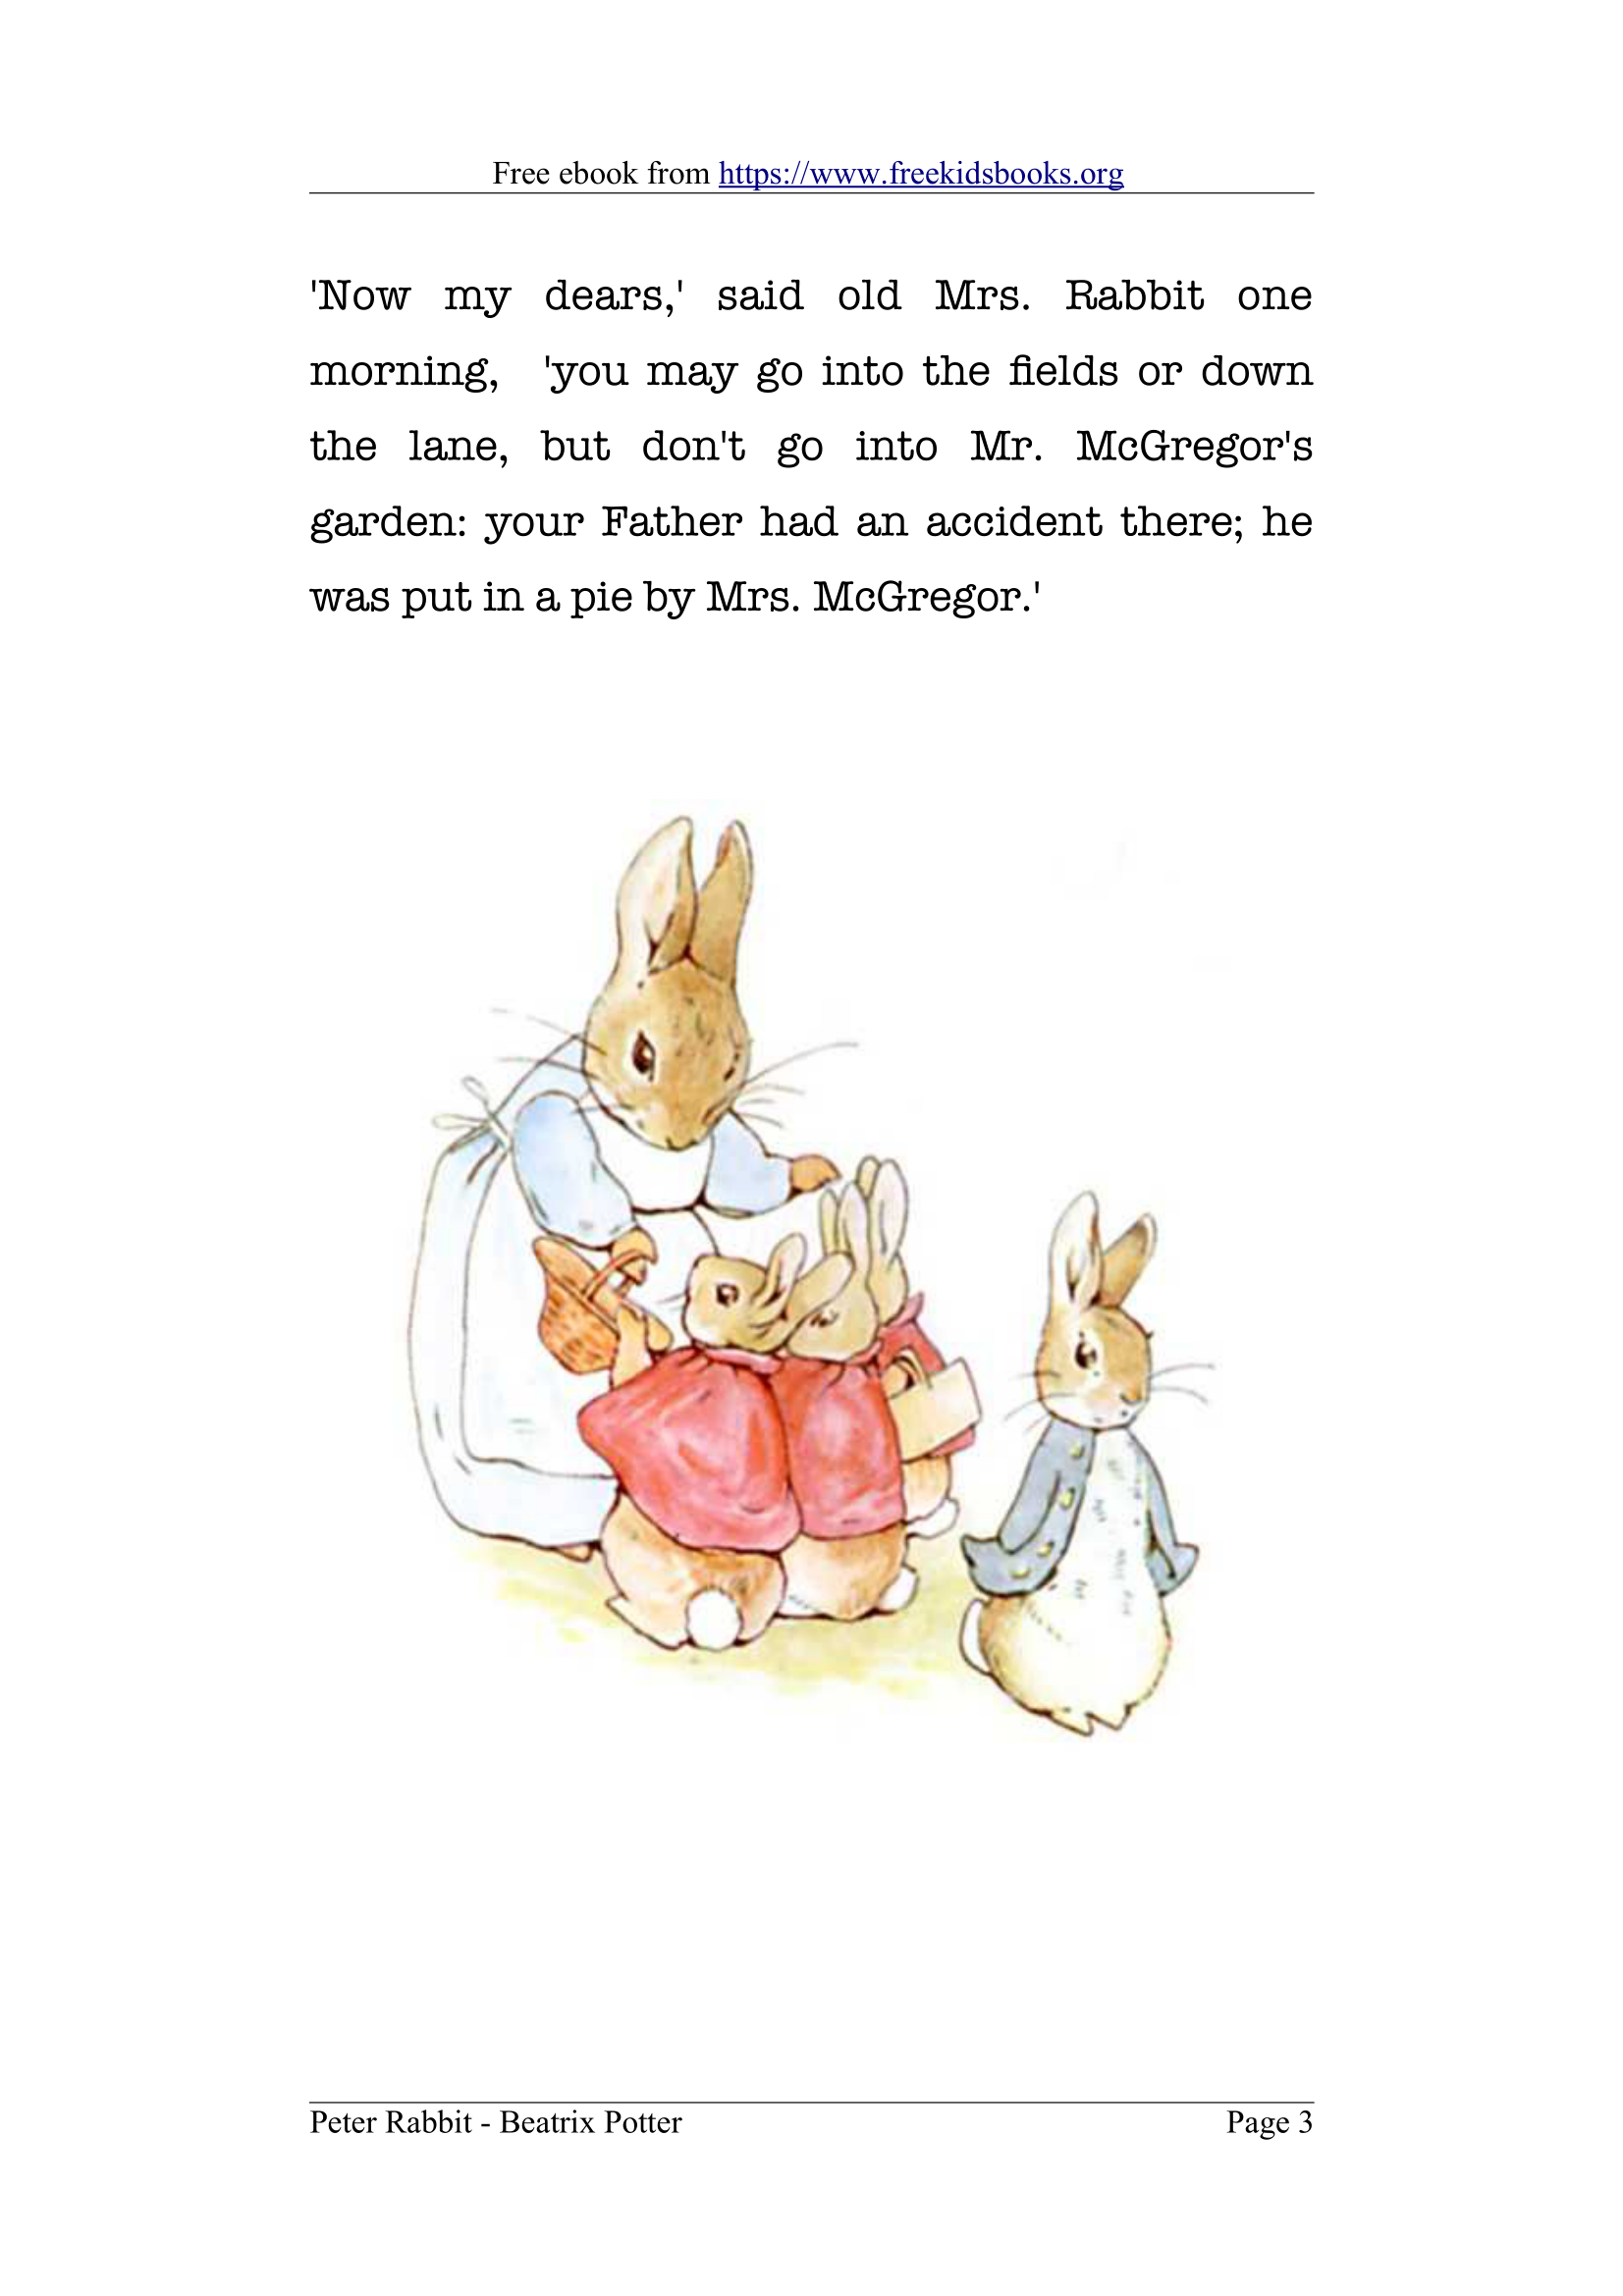 Free ebook from https://www.freekidsbooks.org
'Now my dears,' said old Mrs. Rabbit one
morning, 'you may go into the fields or down
the lane, but don't go into Mr. McGregor's
garden: your Father had an accident there; he
was put in a pie by Mrs. McGregor.'
Peter Rabbit - Beatrix Potter Page 3